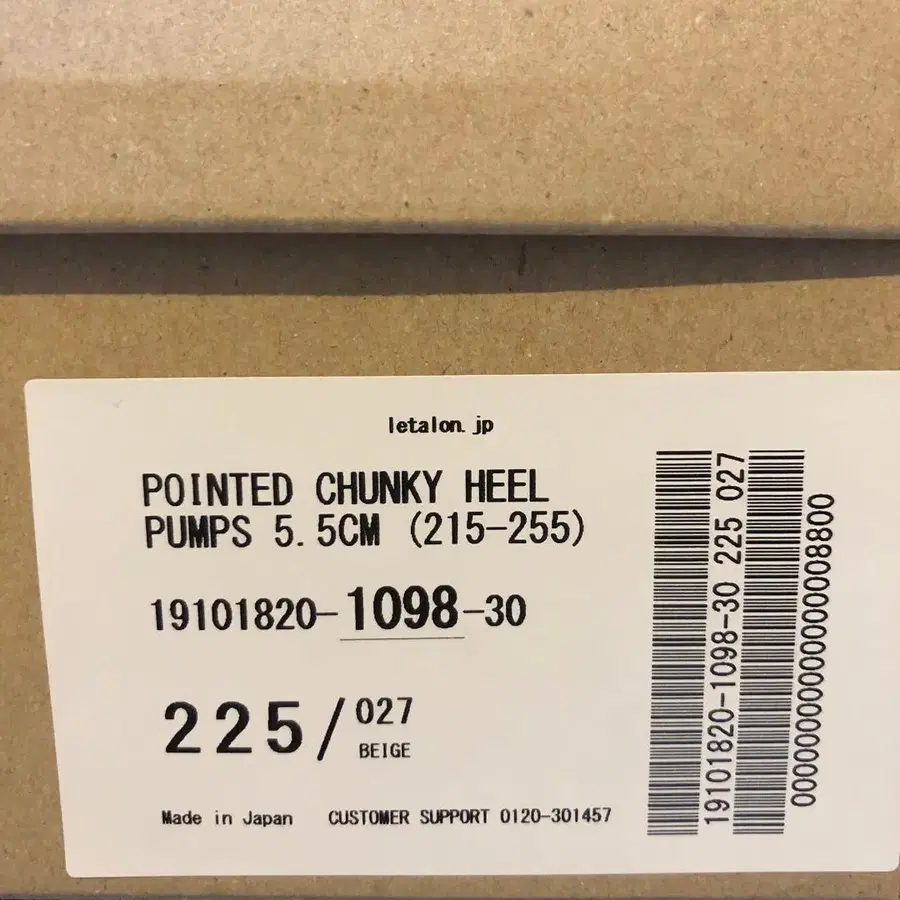 letalon.jp
POINTED CHUNKY HEEL
PUMPS 5.5CM (215-255)
19101820-1098-30
225/027
BEIGE
Made in Japan CUSTOMER SUPPORT 0120-301457
19101820-1098-30 225 027
0000000000000008800